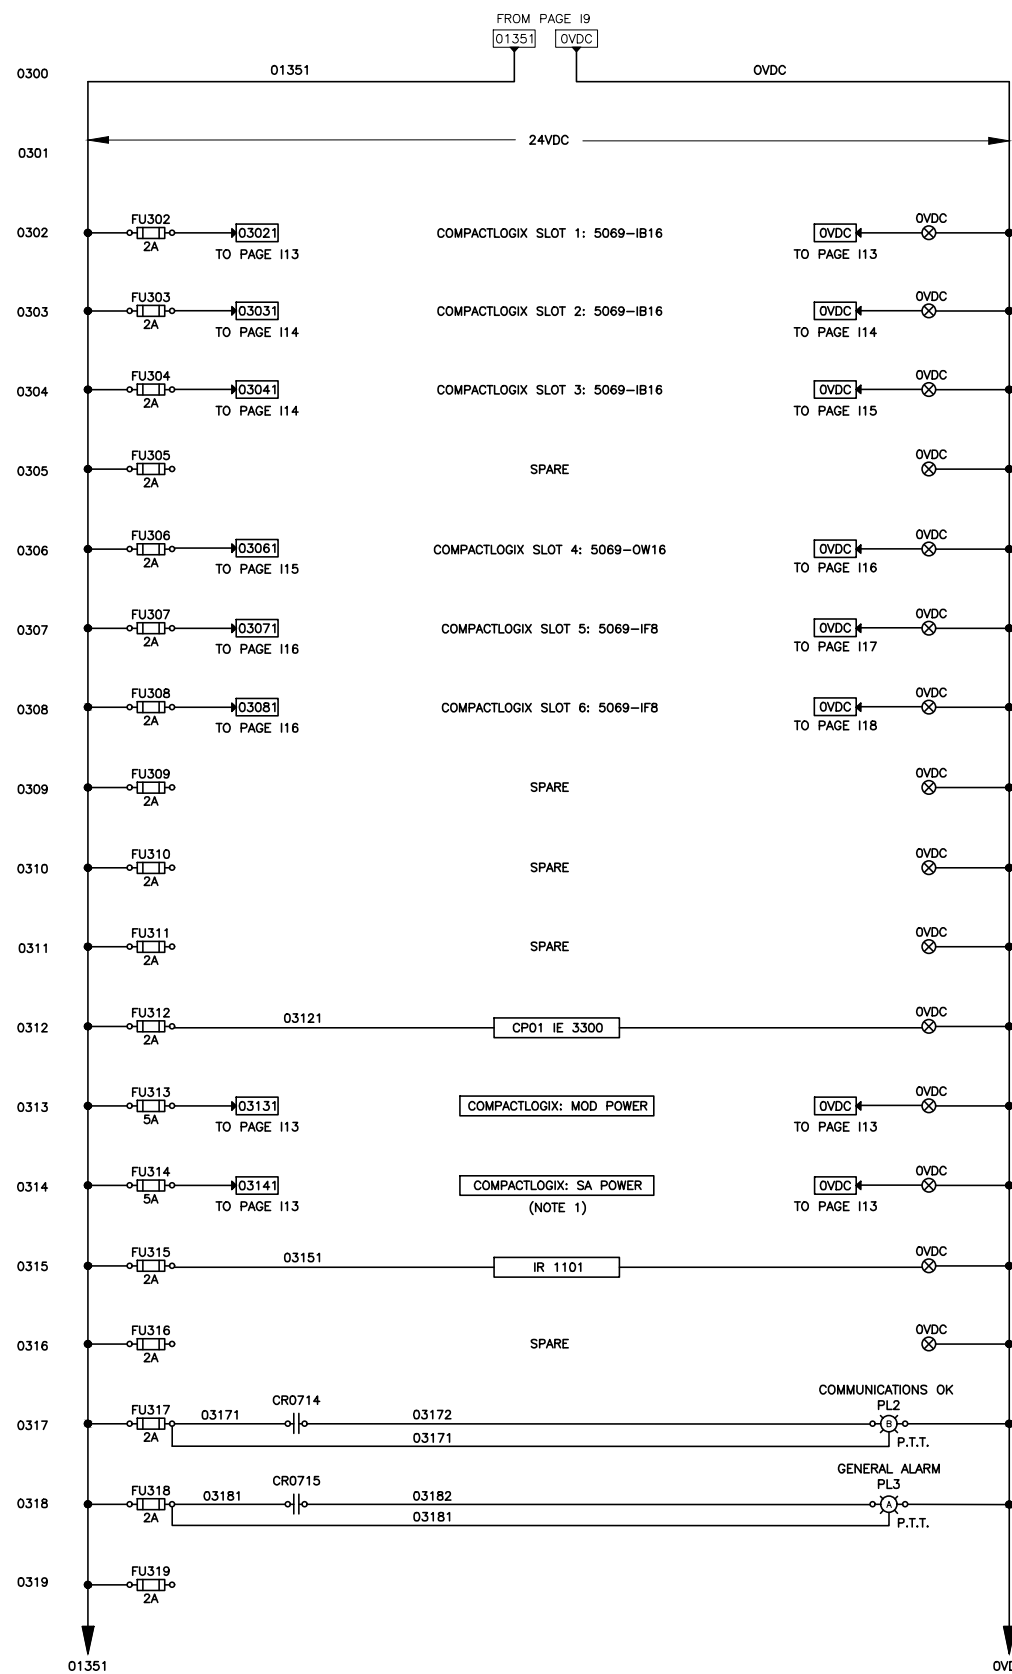 FROM PAGE I9
01351 0VDC
0300 01351 0VDC
24VDC
0301
0302 FU302 2A 03021 TO PAGE I13 COMPACTLOGIX SLOT 1: 5069-IB16 0VDC TO PAGE I13 0VDC
0303 FU303 2A 03031 TO PAGE I14 COMPACTLOGIX SLOT 2: 5069-IB16 0VDC TO PAGE I14 0VDC
0304 FU304 2A 03041 TO PAGE I14 COMPACTLOGIX SLOT 3: 5069-IB16 0VDC TO PAGE I15 0VDC
0305 FU305 2A SPARE 0VDC
0306 FU306 2A 03061 TO PAGE I15 COMPACTLOGIX SLOT 4: 5069-OW16 0VDC TO PAGE I16 0VDC
0307 FU307 2A 03071 TO PAGE I16 COMPACTLOGIX SLOT 5: 5069-IF8 0VDC TO PAGE I17 0VDC
0308 FU308 2A 03081 TO PAGE I16 COMPACTLOGIX SLOT 6: 5069-IF8 0VDC TO PAGE I18 0VDC
0309 FU309 2A SPARE 0VDC
0310 FU310 2A SPARE 0VDC
0311 FU311 2A SPARE 0VDC
0312 FU312 2A 03121 CP01 IE 3300 0VDC
0313 FU313 5A 03131 TO PAGE I13 COMPACTLOGIX: MOD POWER 0VDC TO PAGE I13 0VDC
0314 FU314 5A 03141 TO PAGE I13 COMPACTLOGIX: SA POWER (NOTE 1) 0VDC TO PAGE I13 0VDC
0315 FU315 2A 03151 IR 1101 0VDC
0316 FU316 2A SPARE 0VDC
COMMUNICATIONS OK
0317 FU317 2A 03171 CR0714 03172 PL2 B
03171 P.T.T.
GENERAL ALARM
0318 FU318 2A 03181 CR0715 03182 PL3 A
03181 P.T.T.
0319 FU319 2A
01351